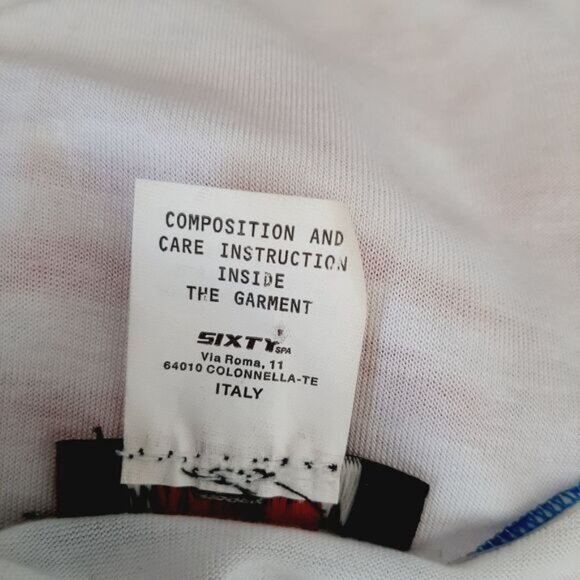 COMPOSITION AND
CARE INSTRUCTION
INSIDE
THE GARMENT
SIXTY SPA
Via Roma, 11
64010 COLONNELLA-TE
ITALY